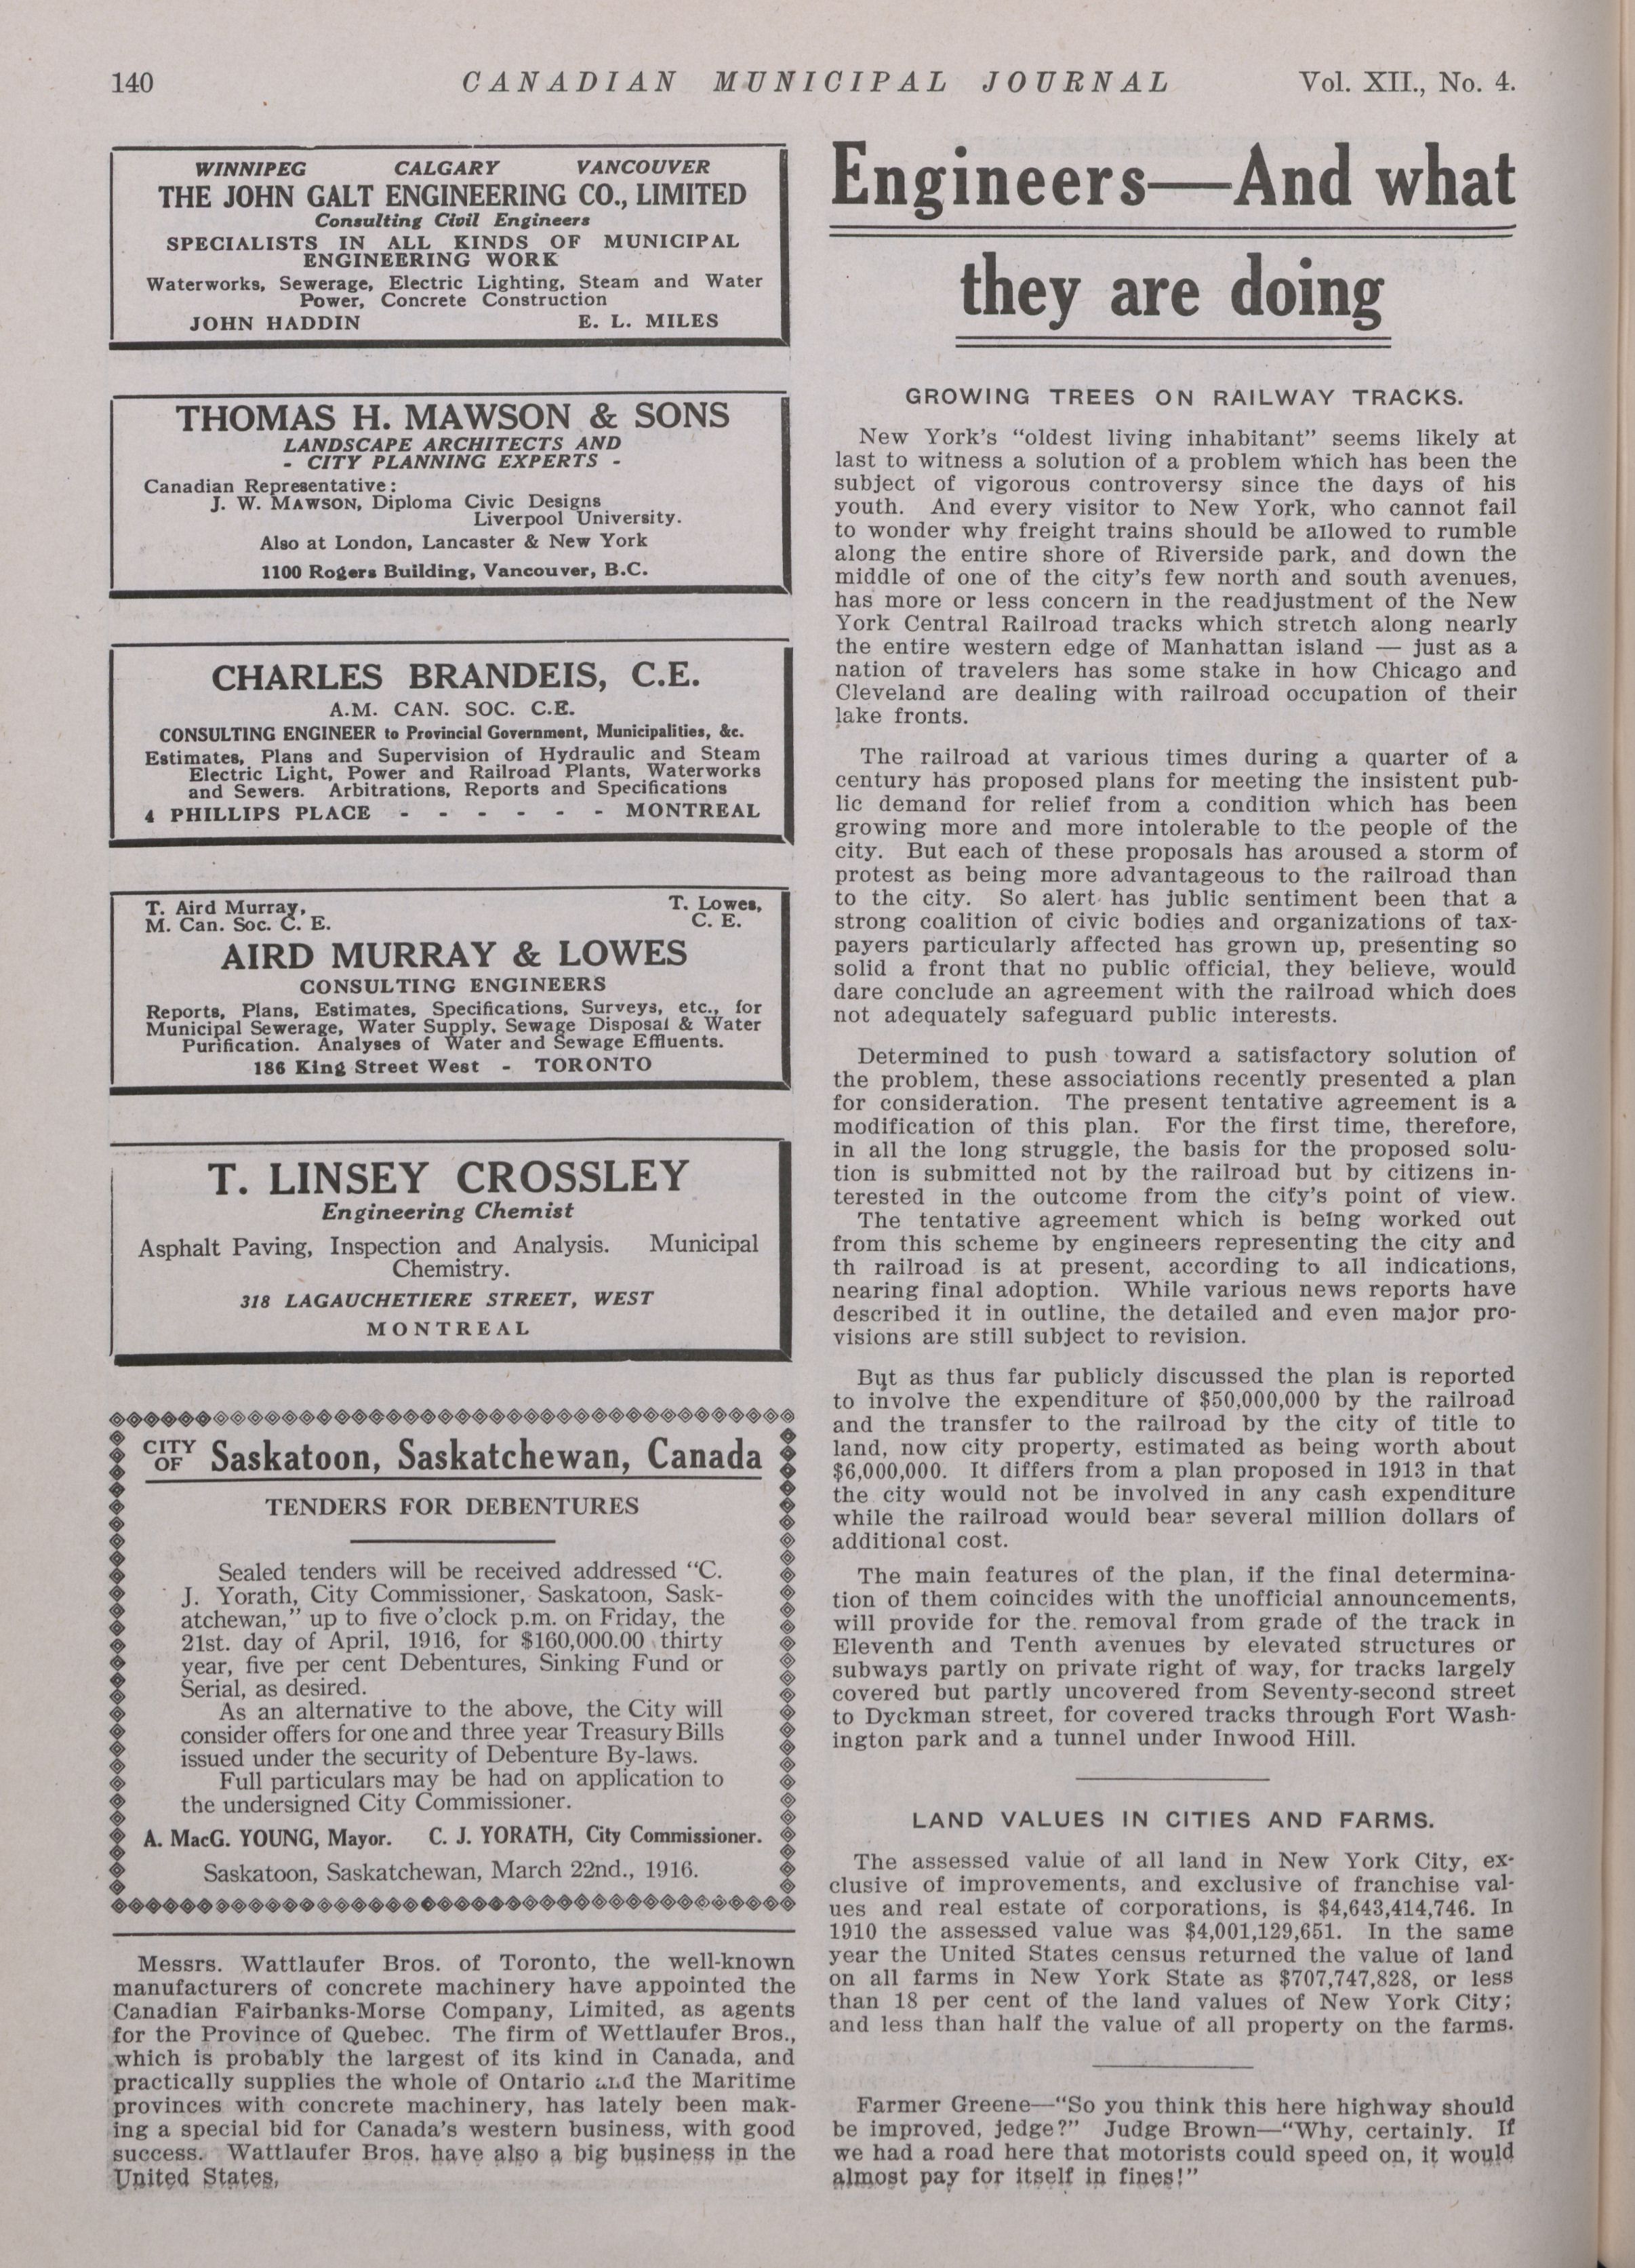 140
CANADIAN MUNICIPAL JOURNAL
Vol. XII., No. 4.
WINNIPEG CALGARY VANCOUVER
THE JOHN GALT ENGINEERING CO., LIMITED
Consulting Civil Engineers
SPECIALISTS IN ALL KINDS OF MUNICIPAL
ENGINEERING WORK
Waterworks, Sewerage, Electric Lighting, Steam and Water
Power, Concrete Construction
JOHN HADDIN E. L. MILES
THOMAS H. MAWSON & SONS
LANDSCAPE ARCHITECTS AND
- CITY PLANNING EXPERTS -
Canadian Representative:
J. W. MAWSON, Diploma Civic Designs
Liverpool University.
Also at London, Lancaster & New York
1100 Rogers Building, Vancouver, B.C.
CHARLES BRANDEIS, C.E.
A.M. CAN. SOC. C.E.
CONSULTING ENGINEER to Provincial Government, Municipalities, &c.
Estimates, Plans and Supervision of Hydraulic and Steam
Electric Light, Power and Railroad Plants, Waterworks
and Sewers. Arbitrations, Reports and Specifications
4 PHILLIPS PLACE - - - - - - MONTREAL
T. Aird Murray, T. Lowes,
M. Can. Soc. C. E. C. E.
AIRD MURRAY & LOWES
CONSULTING ENGINEERS
Reports, Plans, Estimates, Specifications, Surveys, etc., for
Municipal Sewerage, Water Supply, Sewage Disposal & Water
Purification. Analyses of Water and Sewage Effluents.
186 King Street West - TORONTO
T. LINSEY CROSSLEY
Engineering Chemist
Asphalt Paving, Inspection and Analysis. Municipal
Chemistry.
318 LAGAUCHETIERE STREET, WEST
MONTREAL
CITY OF Saskatoon, Saskatchewan, Canada
TENDERS FOR DEBENTURES
Sealed tenders will be received addressed “C.
J. Yorath, City Commissioner, Saskatoon, Sask-
atchewan,” up to five o’clock p.m. on Friday, the
21st. day of April, 1916, for $160,000.00 thirty
year, five per cent Debentures, Sinking Fund or
Serial, as desired.
As an alternative to the above, the City will
consider offers for one and three year Treasury Bills
issued under the security of Debenture By-laws.
Full particulars may be had on application to
the undersigned City Commissioner.
A. MacG. YOUNG, Mayor. C. J. YORATH, City Commissioner.
Saskatoon, Saskatchewan, March 22nd., 1916.
Messrs. Wattlaufer Bros. of Toronto, the well-known
manufacturers of concrete machinery have appointed the
Canadian Fairbanks-Morse Company, Limited, as agents
for the Province of Quebec. The firm of Wettlaufer Bros.,
which is probably the largest of its kind in Canada, and
practically supplies the whole of Ontario and the Maritime
provinces with concrete machinery, has lately been mak-
ing a special bid for Canada’s western business, with good
success. Wattlaufer Bros. have also a big business in the
United States,
Engineers—And what
they are doing
GROWING TREES ON RAILWAY TRACKS.
New York’s “oldest living inhabitant” seems likely at
last to witness a solution of a problem which has been the
subject of vigorous controversy since the days of his
youth. And every visitor to New York, who cannot fail
to wonder why freight trains should be allowed to rumble
along the entire shore of Riverside park, and down the
middle of one of the city’s few north and south avenues,
has more or less concern in the readjustment of the New
York Central Railroad tracks which stretch along nearly
the entire western edge of Manhattan island — just as a
nation of travelers has some stake in how Chicago and
Cleveland are dealing with railroad occupation of their
lake fronts.
The railroad at various times during a quarter of a
century has proposed plans for meeting the insistent pub-
lic demand for relief from a condition which has been
growing more and more intolerable to the people of the
city. But each of these proposals has aroused a storm of
protest as being more advantageous to the railroad than
to the city. So alert has jublic sentiment been that a
strong coalition of civic bodies and organizations of tax-
payers particularly affected has grown up, presenting so
solid a front that no public official, they believe, would
dare conclude an agreement with the railroad which does
not adequately safeguard public interests.
Determined to push toward a satisfactory solution of
the problem, these associations recently presented a plan
for consideration. The present tentative agreement is a
modification of this plan. For the first time, therefore,
in all the long struggle, the basis for the proposed solu-
tion is submitted not by the railroad but by citizens in-
terested in the outcome from the city’s point of view.
The tentative agreement which is being worked out
from this scheme by engineers representing the city and
th railroad is at present, according to all indications,
nearing final adoption. While various news reports have
described it in outline, the detailed and even major pro-
visions are still subject to revision.
But as thus far publicly discussed the plan is reported
to involve the expenditure of $50,000,000 by the railroad
and the transfer to the railroad by the city of title to
land, now city property, estimated as being worth about
$6,000,000. It differs from a plan proposed in 1913 in that
the city would not be involved in any cash expenditure
while the railroad would bear several million dollars of
additional cost.
The main features of the plan, if the final determina-
tion of them coincides with the unofficial announcements,
will provide for the removal from grade of the track in
Eleventh and Tenth avenues by elevated structures or
subways partly on private right of way, for tracks largely
covered but partly uncovered from Seventy-second street
to Dyckman street, for covered tracks through Fort Wash-
ington park and a tunnel under Inwood Hill.
LAND VALUES IN CITIES AND FARMS.
The assessed value of all land in New York City, ex-
clusive of improvements, and exclusive of franchise val-
ues and real estate of corporations, is $4,643,414,746. In
1910 the assessed value was $4,001,129,651. In the same
year the United States census returned the value of land
on all farms in New York State as $707,747,828, or less
than 18 per cent of the land values of New York City;
and less than half the value of all property on the farms.
Farmer Greene—“So you think this here highway should
be improved, jedge?” Judge Brown—“Why, certainly. If
we had a road here that motorists could speed on, it would
almost pay for itself in fines!”